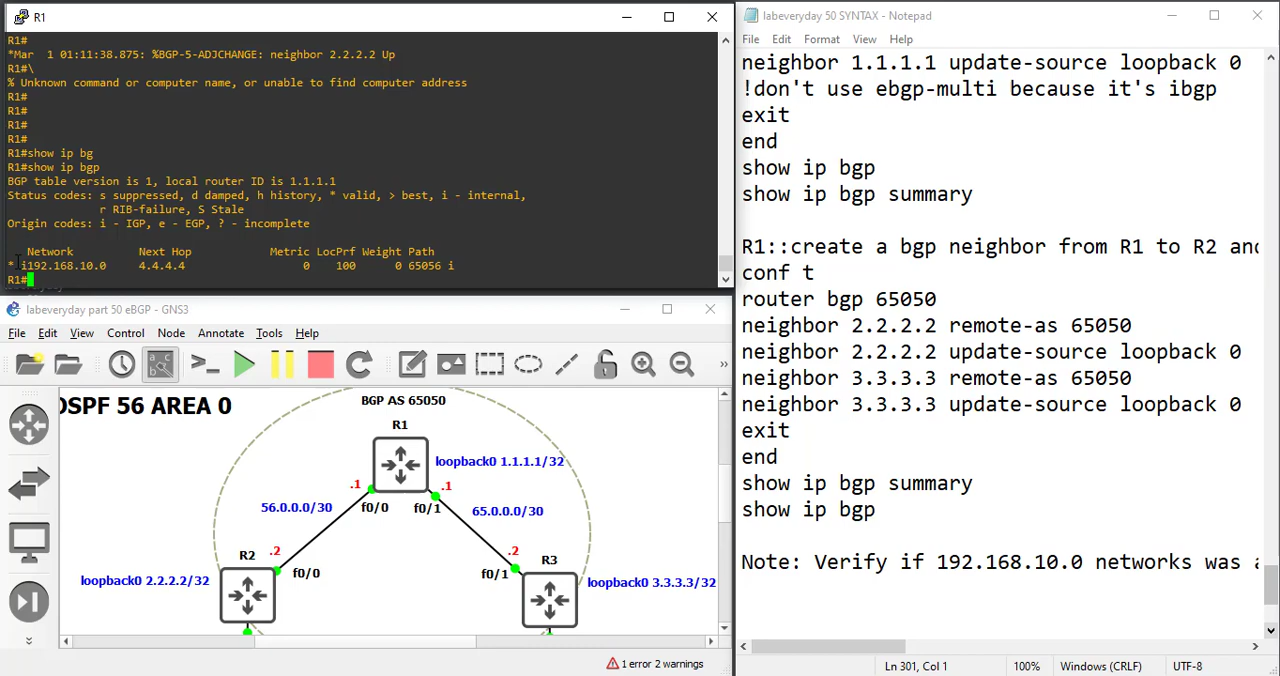 R1
R1#
*Mar  1 01:11:38.875: %BGP-5-ADJCHANGE: neighbor 2.2.2.2 Up
R1#\
% Unknown command or computer name, or unable to find computer address
R1#
R1#
R1#
R1#
R1#show ip bg
R1#show ip bgp
BGP table version is 1, local router ID is 1.1.1.1
Status codes: s suppressed, d damped, h history, * valid, > best, i - internal,
r RIB-failure, S Stale
Origin codes: i - IGP, e - EGP, ? - incomplete
Network Next Hop Metric LocPrf Weight Path
* i192.168.10.0 4.4.4.4 0 100 0 65056 i
R1#
labeveryday part 50 eBGP - GNS3
File Edit View Control Node Annotate Tools Help
OSPF 56 AREA 0
BGP AS 65050
R1
loopback0 1.1.1.1/32
.1
.1
56.0.0.0/30
f0/0
f0/1
65.0.0.0/30
R2
.2
f0/0
loopback0 2.2.2.2/32
.2
R3
f0/1
loopback0 3.3.3.3/32
1 error 2 warnings
labeveryday 50 SYNTAX - Notepad
File Edit Format View Help
neighbor 1.1.1.1 update-source loopback 0
!don't use ebgp-multi because it's ibgp
exit
end
show ip bgp
show ip bgp summary
R1::create a bgp neighbor from R1 to R2 and
conf t
router bgp 65050
neighbor 2.2.2.2 remote-as 65050
neighbor 2.2.2.2 update-source loopback 0
neighbor 3.3.3.3 remote-as 65050
neighbor 3.3.3.3 update-source loopback 0
exit
end
show ip bgp summary
show ip bgp
Note: Verify if 192.168.10.0 networks was a
Ln 301, Col 1 100% Windows (CRLF) UTF-8